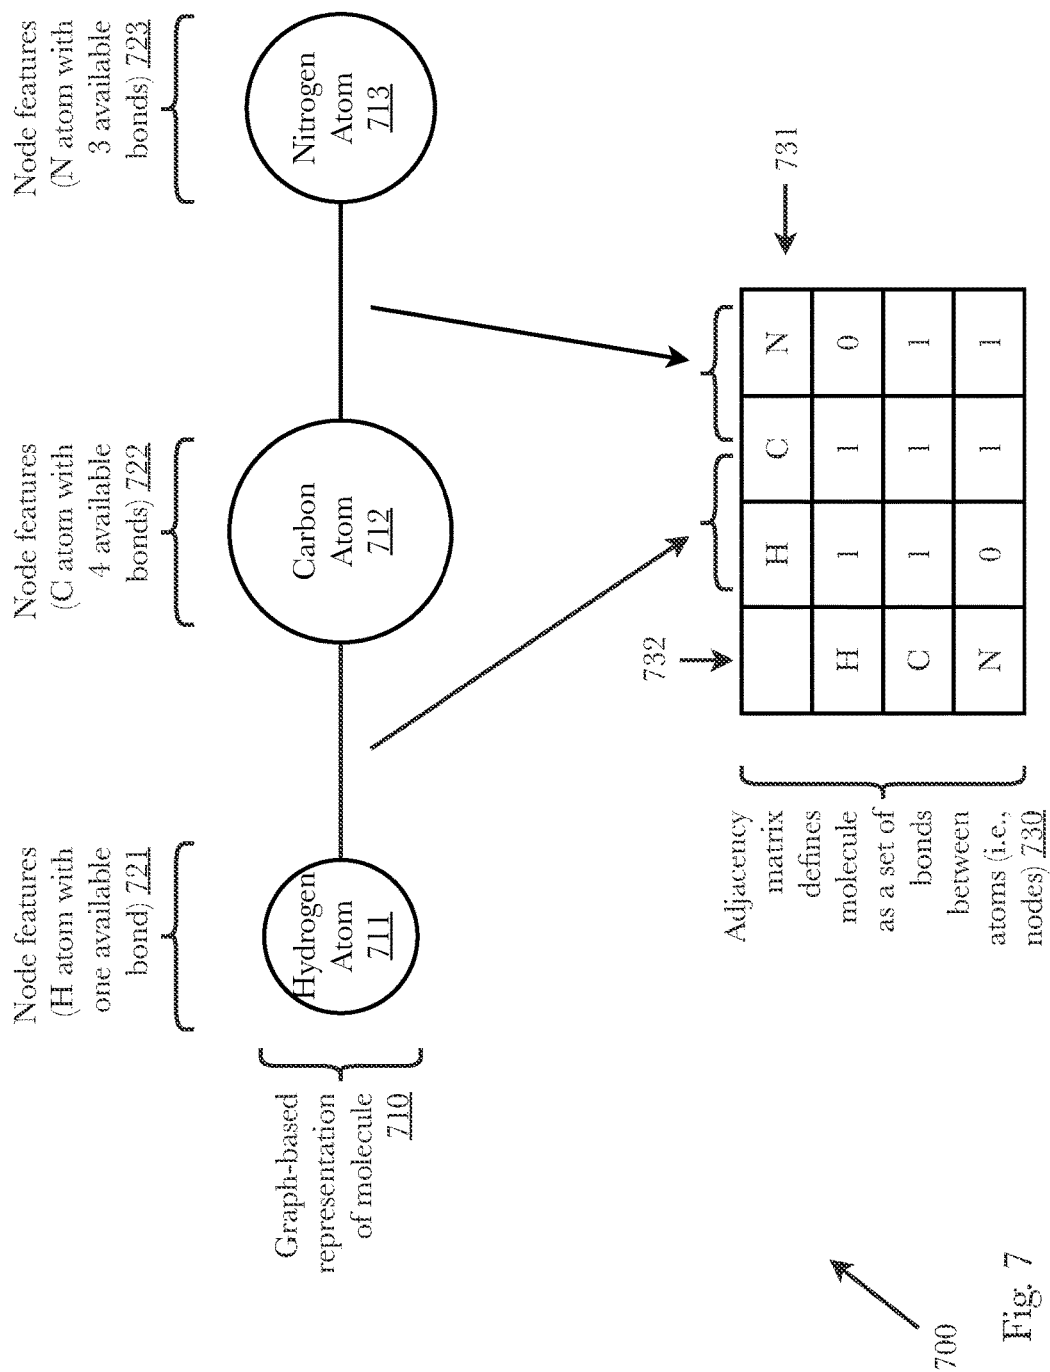 Node features
(H atom with
one available
bond) 721
Node features
(C atom with
4 available
bonds) 722
Node features
(N atom with
3 available
bonds) 723
Graph-based
representation
of molecule
710
Hydrogen
Atom
711
Carbon
Atom
712
Nitrogen
Atom
713
Adjacency
matrix
defines
molecule
as a set of
bonds
between
atoms (i.e.,
nodes) 730
732
731
H C N
H 1 1 0
C 1 1 1
N 0 1 1
700
Fig. 7